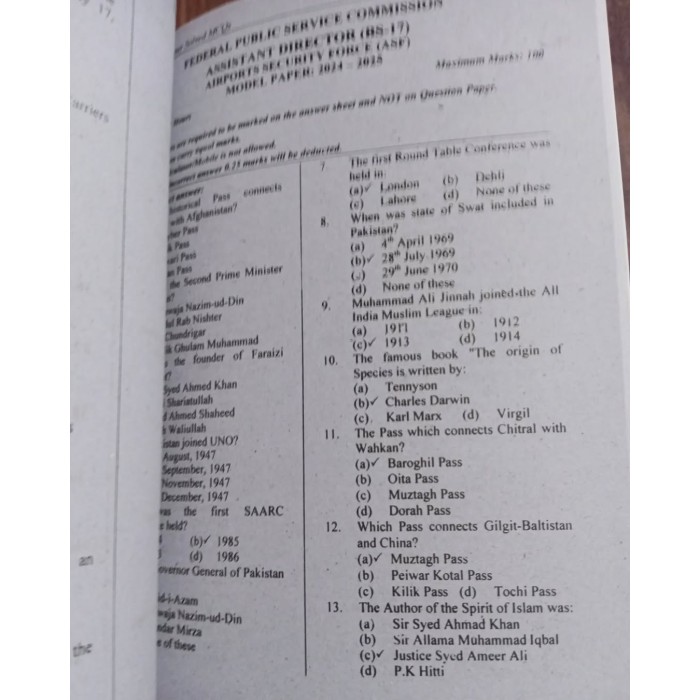 17,
arriers
an
the
Solved MCQs
FEDERAL PUBLIC SERVICE COMMISSION
ASSISTANT DIRECTOR (BS-17)
AIRPORTS SECURITY FORCE (ASF)
MODEL PAPER: 2024 - 2025
Maximum Marks: 100
are required to be marked on the answer sheet and NOT on Question Paper.
carry equal marks.
is not allowed.
answer 0.25 marks will be deducted.
answer:
Pass connects
with Afghanistan?
Pass
Pass
Pass
Pass
the Second Prime Minister
Nazim-ud-Din
Rab Nishter
Chundrigar
Ghulam Muhammad
the founder of Faraizi
Syed Ahmed Khan
Shariatullah
Ahmed Shaheed
Waliullah
joined UNO?
August, 1947
September, 1947
November, 1947
December, 1947
the first SAARC
held?
(b)✓ 1985
(d) 1986
overnor General of Pakistan
d-i-Azam
Nazim-ud-Din
Mirza
of these
7. The first Round Table Conference was
held in:
(a)✓ London (b) Dehli
(c) Lahore (d) None of these
8. When was state of Swat included in
Pakistan?
(a) 4th April 1969
(b)✓ 28th July 1969
(c) 29th June 1970
(d) None of these
9. Muhammad Ali Jinnah joined the All
India Muslim League in:
(a) 1911 (b) 1912
(c)✓ 1913 (d) 1914
10. The famous book "The origin of
Species is written by:
(a) Tennyson
(b)✓ Charles Darwin
(c) Karl Marx (d) Virgil
11. The Pass which connects Chitral with
Wahkan?
(a)✓ Baroghil Pass
(b) Oita Pass
(c) Muztagh Pass
(d) Dorah Pass
12. Which Pass connects Gilgit-Baltistan
and China?
(a)✓ Muztagh Pass
(b) Peiwar Kotal Pass
(c) Kilik Pass (d) Tochi Pass
13. The Author of the Spirit of Islam was:
(a) Sir Syed Ahmad Khan
(b) Sir Allama Muhammad Iqbal
(c)✓ Justice Syed Ameer Ali
(d) P.K Hitti